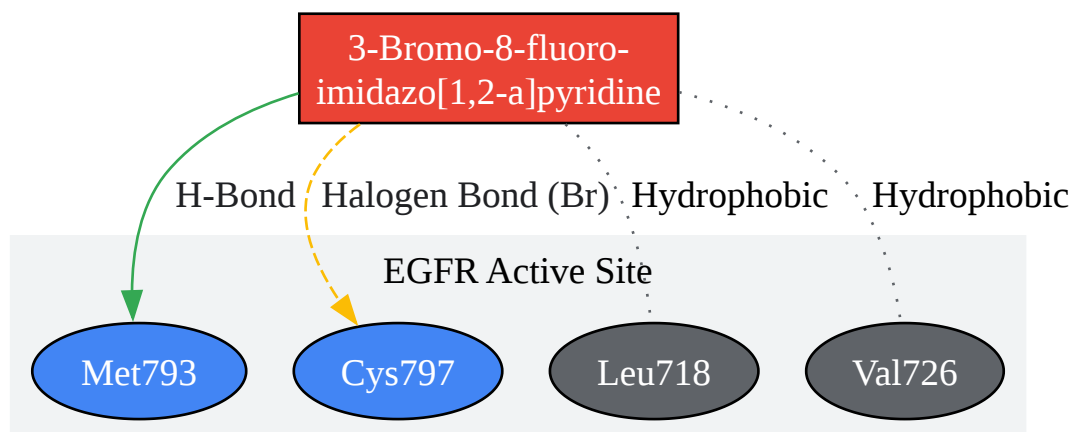 3-Bromo-8-fluoro-
imidazo[1,2-a]pyridine
H-Bond
Halogen Bond (Br)
Hydrophobic
Hydrophobic
EGFR Active Site
Met793
Cys797
Leu718
Val726